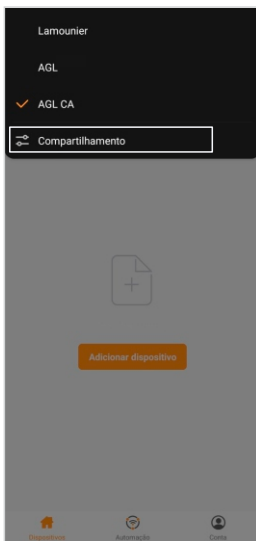 Lamounier
AGL
AGL CA
Compartilhamento
Adicionar dispositivo
Dispositivos
Automação
Conta